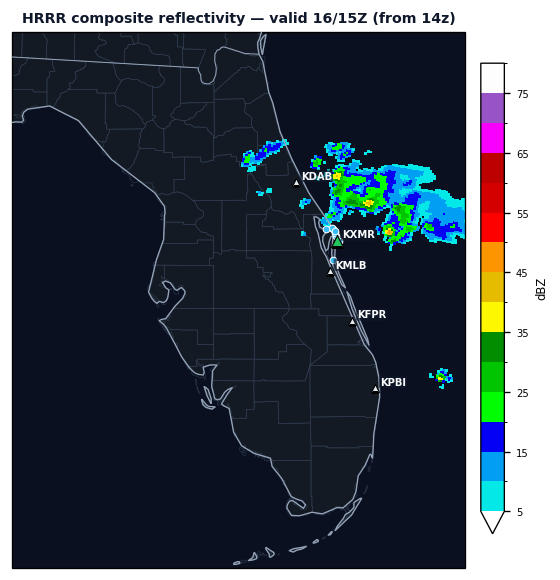 HRRR composite reflectivity — valid 16/15Z (from 14z)
KDAB
KXMR
KMLB
KFPR
KPBI
75
65
55
45
35
25
15
5
dBZ